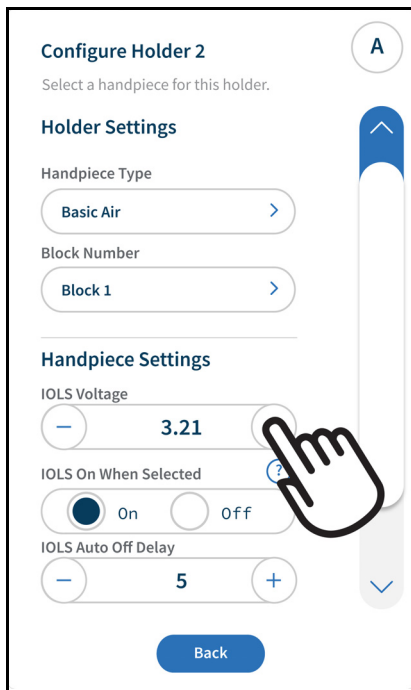 Configure Holder 2
A
Select a handpiece for this holder.
Holder Settings
Handpiece Type
Basic Air
Block Number
Block 1
Handpiece Settings
IOLS Voltage
− 3.21
IOLS On When Selected ?
On Off
IOLS Auto Off Delay
− 5 +
Back